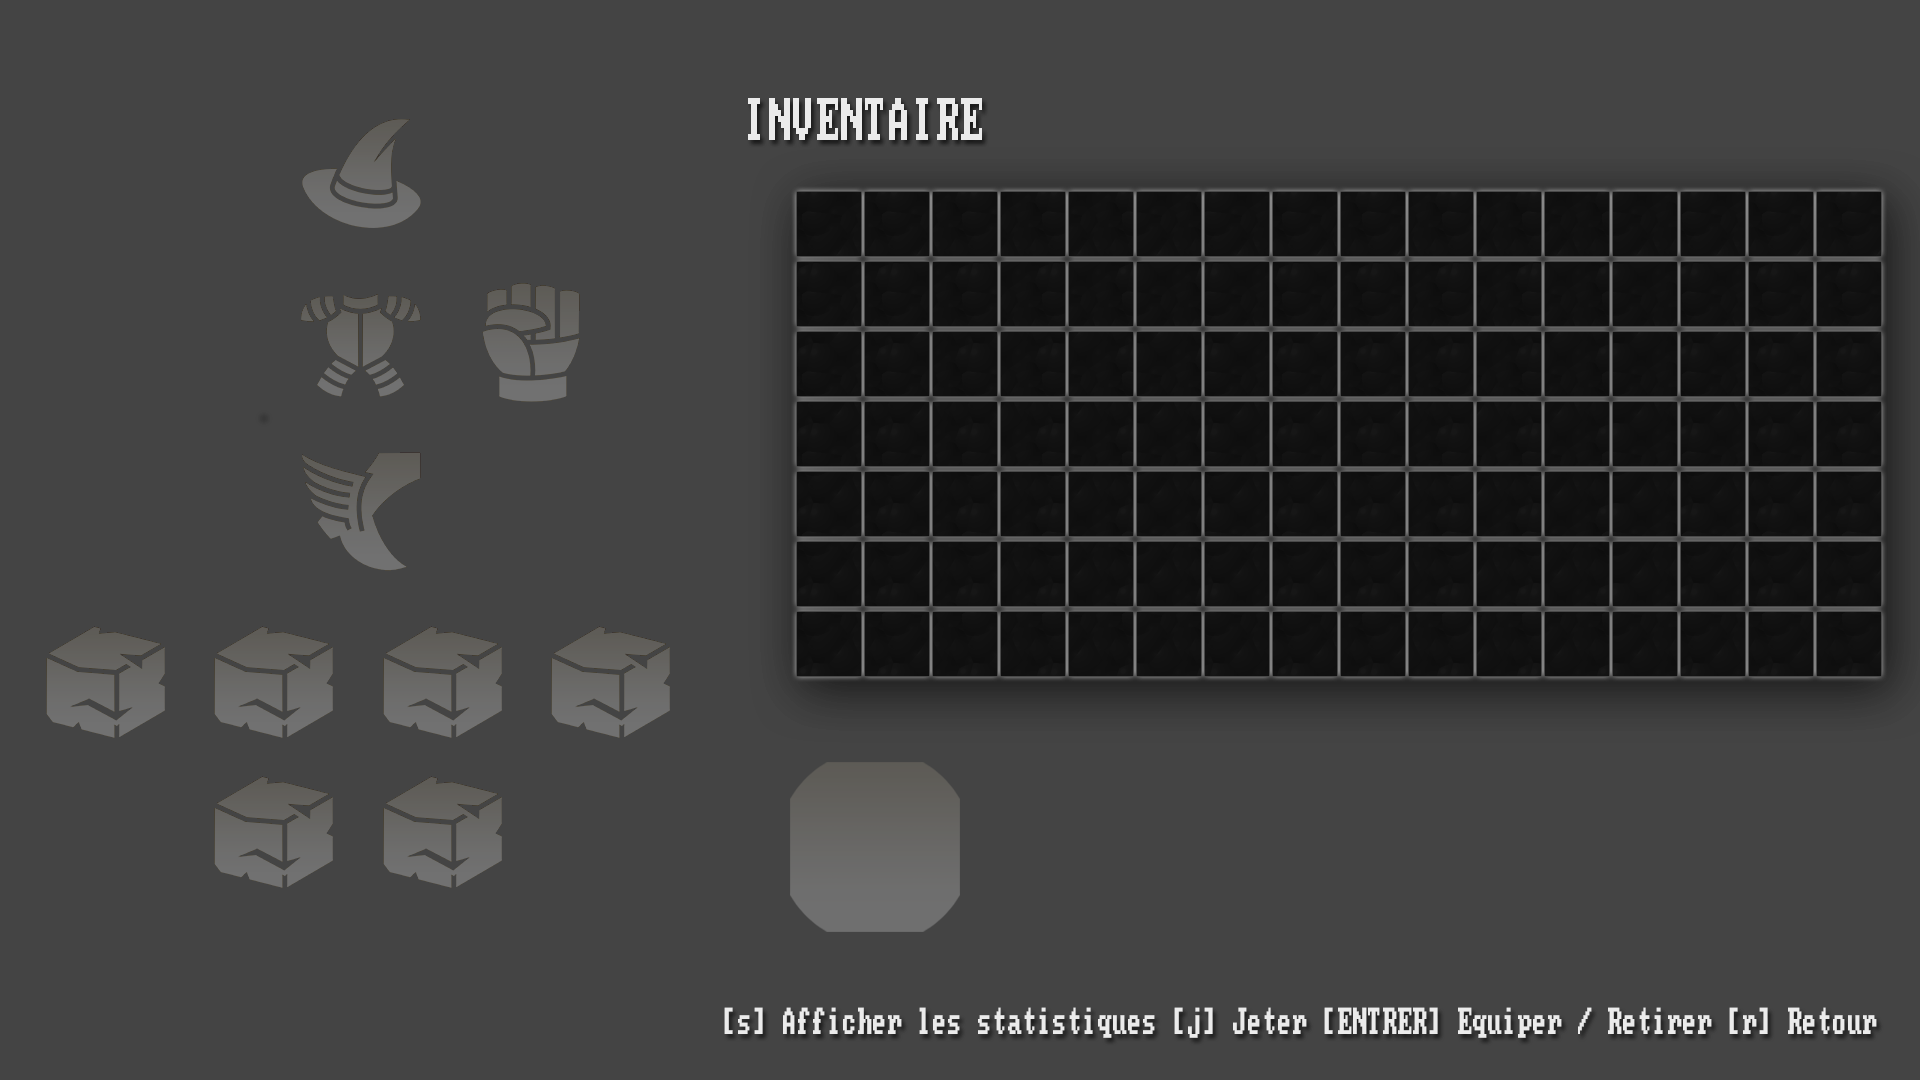 INVENTAIRE
[s] Afficher les statistiques [j] Jeter [ENTRER] Equiper / Retirer [r] Retour